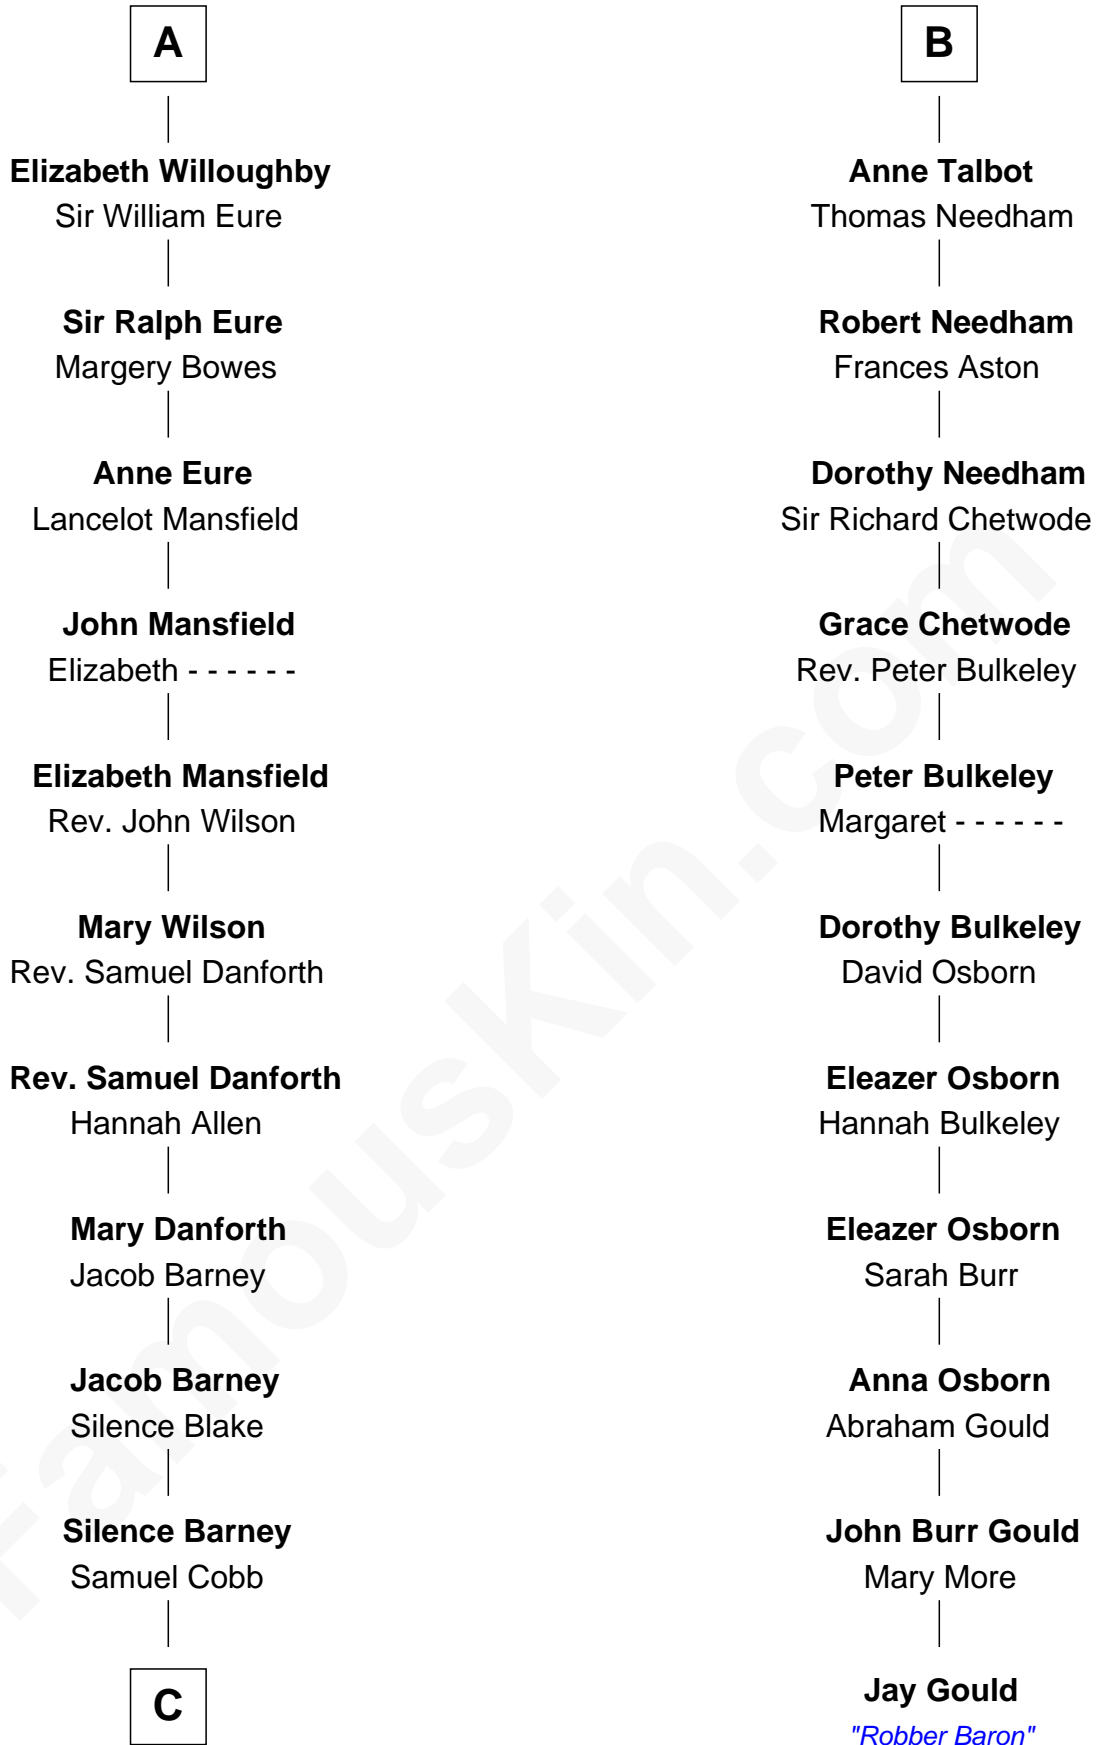 A
Elizabeth Willoughby
Sir William Eure
Sir Ralph Eure
Margery Bowes
Anne Eure
Lancelot Mansfield
John Mansfield
Elizabeth - - - - - -
Elizabeth Mansfield
Rev. John Wilson
Mary Wilson
Rev. Samuel Danforth
Rev. Samuel Danforth
Hannah Allen
Mary Danforth
Jacob Barney
Jacob Barney
Silence Blake
Silence Barney
Samuel Cobb
C
B
Anne Talbot
Thomas Needham
Robert Needham
Frances Aston
Dorothy Needham
Sir Richard Chetwode
Grace Chetwode
Rev. Peter Bulkeley
Peter Bulkeley
Margaret - - - - - -
Dorothy Bulkeley
David Osborn
Eleazer Osborn
Hannah Bulkeley
Eleazer Osborn
Sarah Burr
Anna Osborn
Abraham Gould
John Burr Gould
Mary More
Jay Gould
"Robber Baron"
FamousKin.com